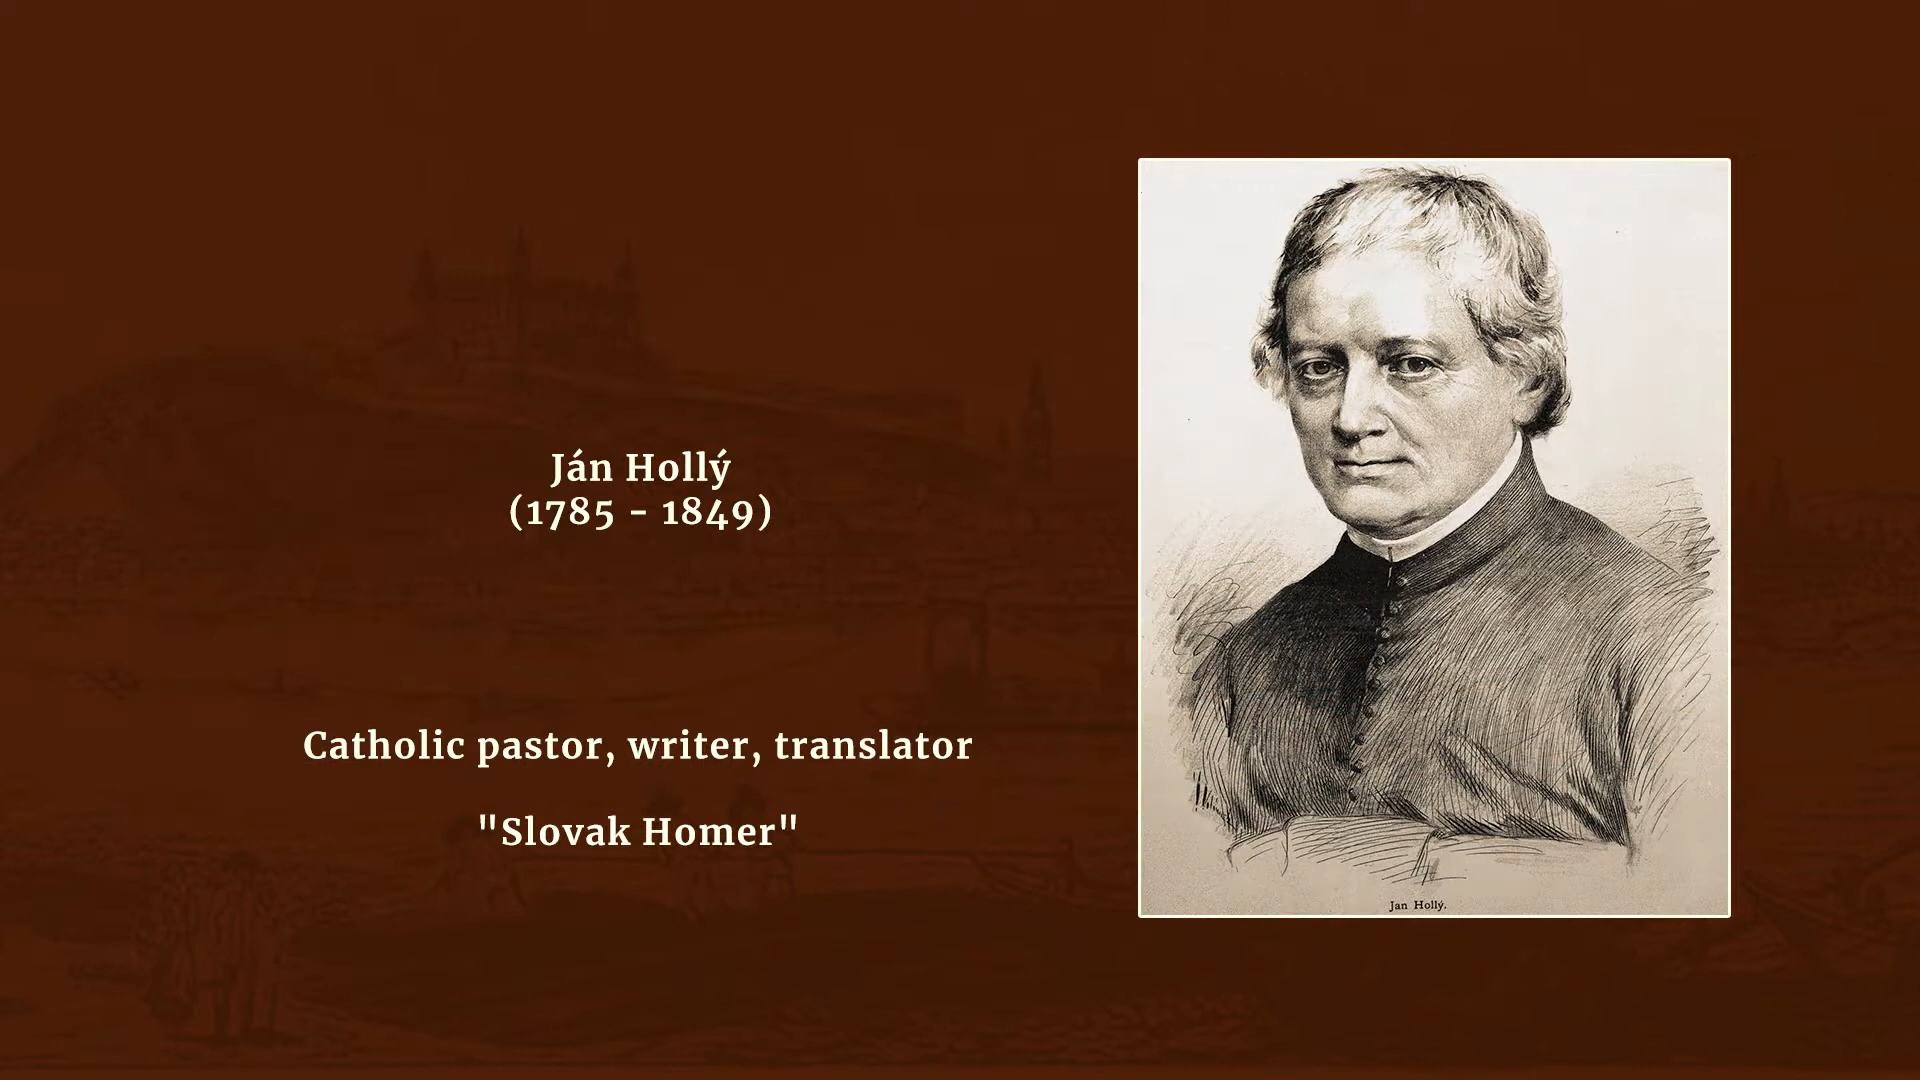 Ján Hollý
(1785 - 1849)
Catholic pastor, writer, translator
"Slovak Homer"
Jan Hollý.